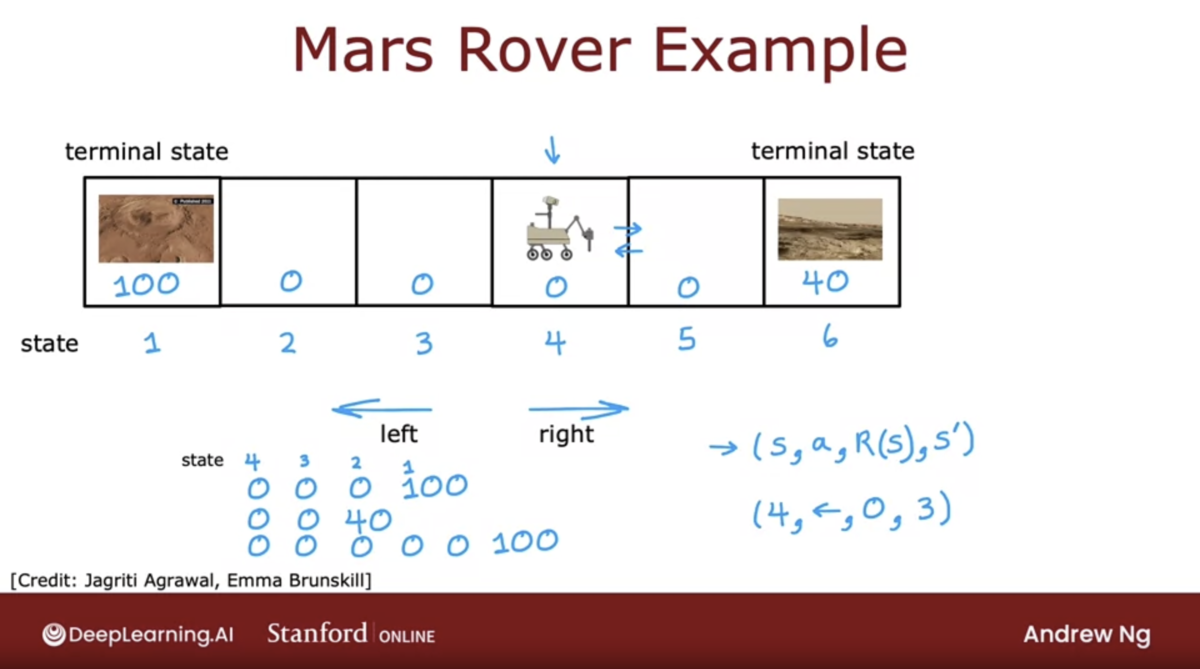 Mars Rover Example
terminal state terminal state
↓
100 0 0 0 0 40
state 1 2 3 4 5 6
← →
left right
→ (s, a, R(s), s')
state 4 3 2 1
0 0 0 100
(4, ←, 0, 3)
0 0 40
0 0 0 0 0 100
[Credit: Jagriti Agrawal, Emma Brunskill]
DeepLearning.AI Stanford ONLINE Andrew Ng